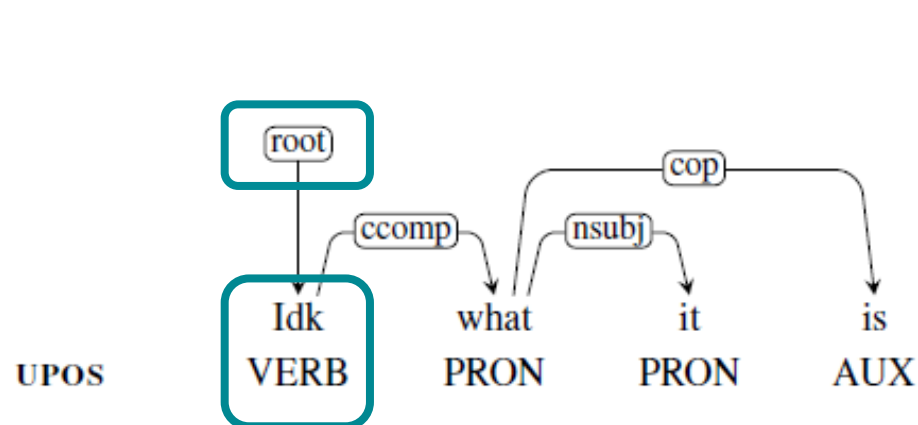 root
cop
ccomp nsubj
Idk what it is
UPOS VERB PRON PRON AUX